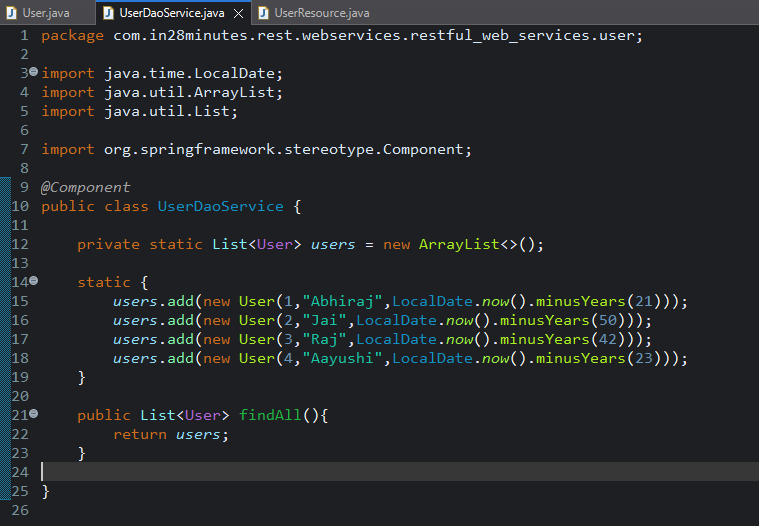 User.java UserDaoService.java UserResource.java
1 package com.in28minutes.rest.webservices.restful_web_services.user;
2
3 import java.time.LocalDate;
4 import java.util.ArrayList;
5 import java.util.List;
6
7 import org.springframework.stereotype.Component;
8
9 @Component
10 public class UserDaoService {
11
12     private static List<User> users = new ArrayList<>();
13
14     static {
15         users.add(new User(1,"Abhiraj",LocalDate.now().minusYears(21)));
16         users.add(new User(2,"Jai",LocalDate.now().minusYears(50)));
17         users.add(new User(3,"Raj",LocalDate.now().minusYears(42)));
18         users.add(new User(4,"Aayushi",LocalDate.now().minusYears(23)));
19     }
20
21     public List<User> findAll(){
22         return users;
23     }
24
25 }
26